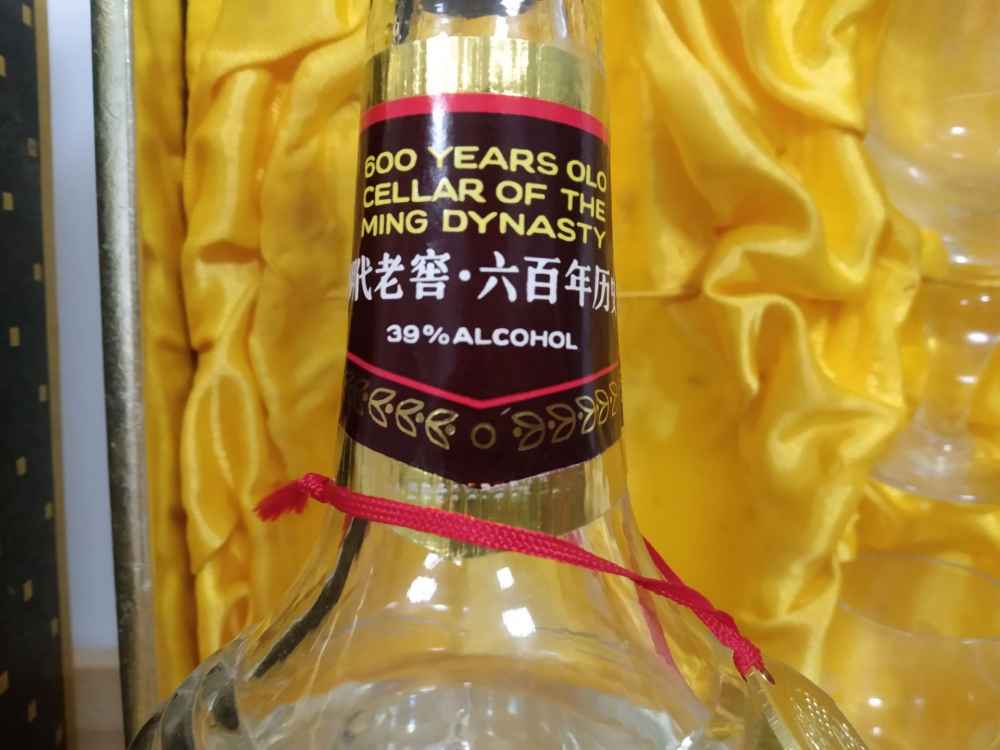 600 YEARS OLO
CELLAR OF THE
MING DYNASTY
代老窖·六百年历
39% ALCOHOL